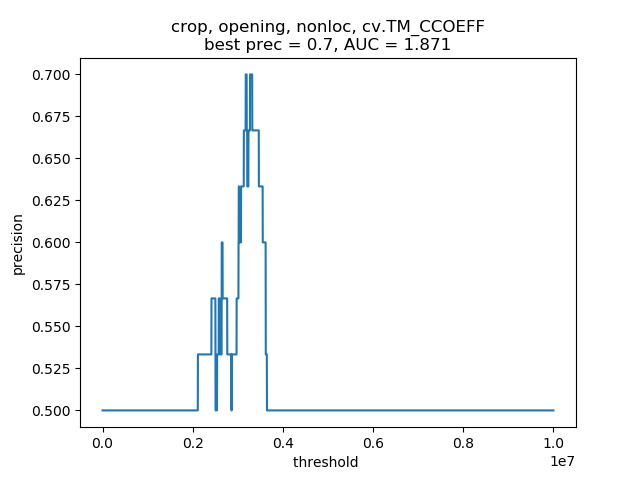 crop, opening, nonloc, cv.TM_CCOEFF
best prec = 0.7, AUC = 1.871
0.700
0.675
0.650
0.625
0.600
0.575
0.550
0.525
0.500
precision
0.0 0.2 0.4 0.6 0.8 1.0
1e7
threshold